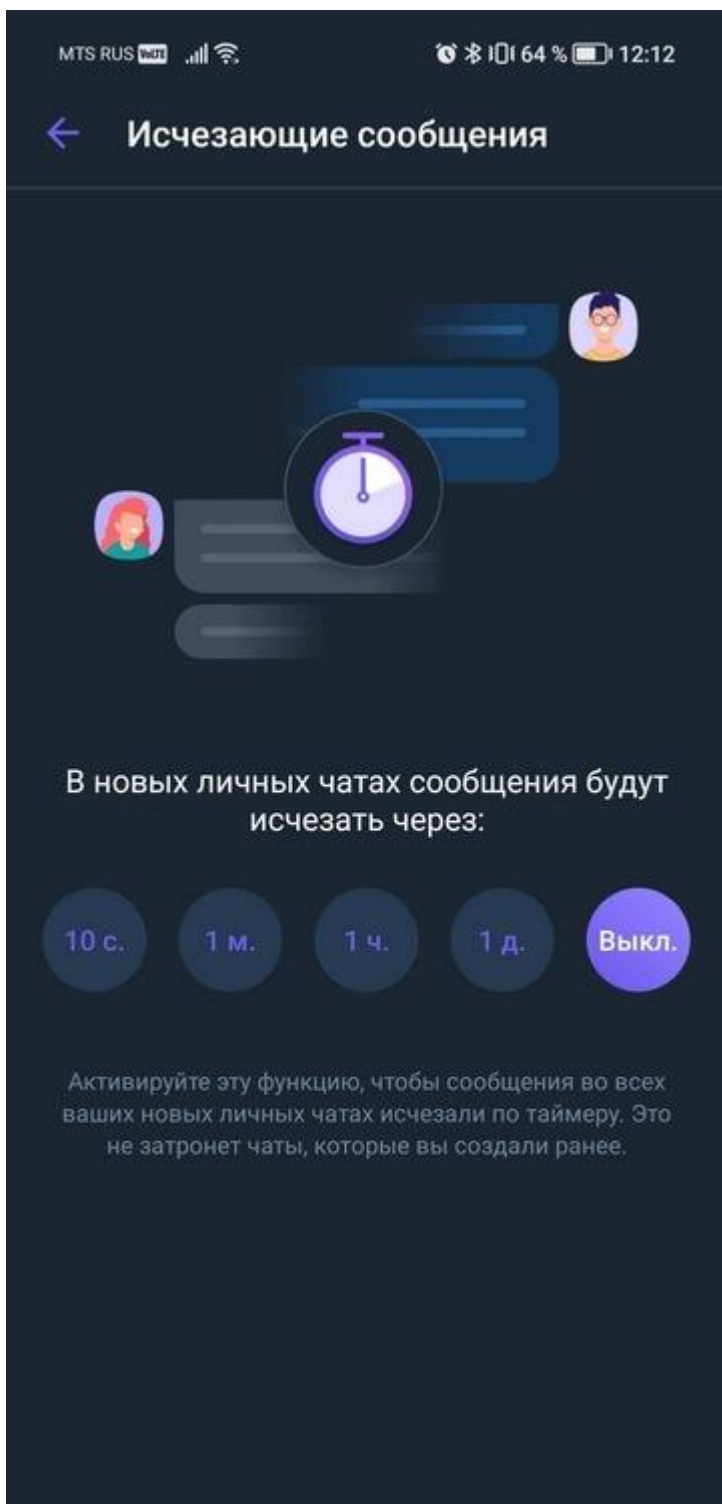 MTS RUS VoLTE 64 % 12:12
Исчезающие сообщения
В новых личных чатах сообщения будут
исчезать через:
10 с. 1 м. 1 ч. 1 д. Выкл.
Активируйте эту функцию, чтобы сообщения во всех
ваших новых личных чатах исчезали по таймеру. Это
не затронет чаты, которые вы создали ранее.